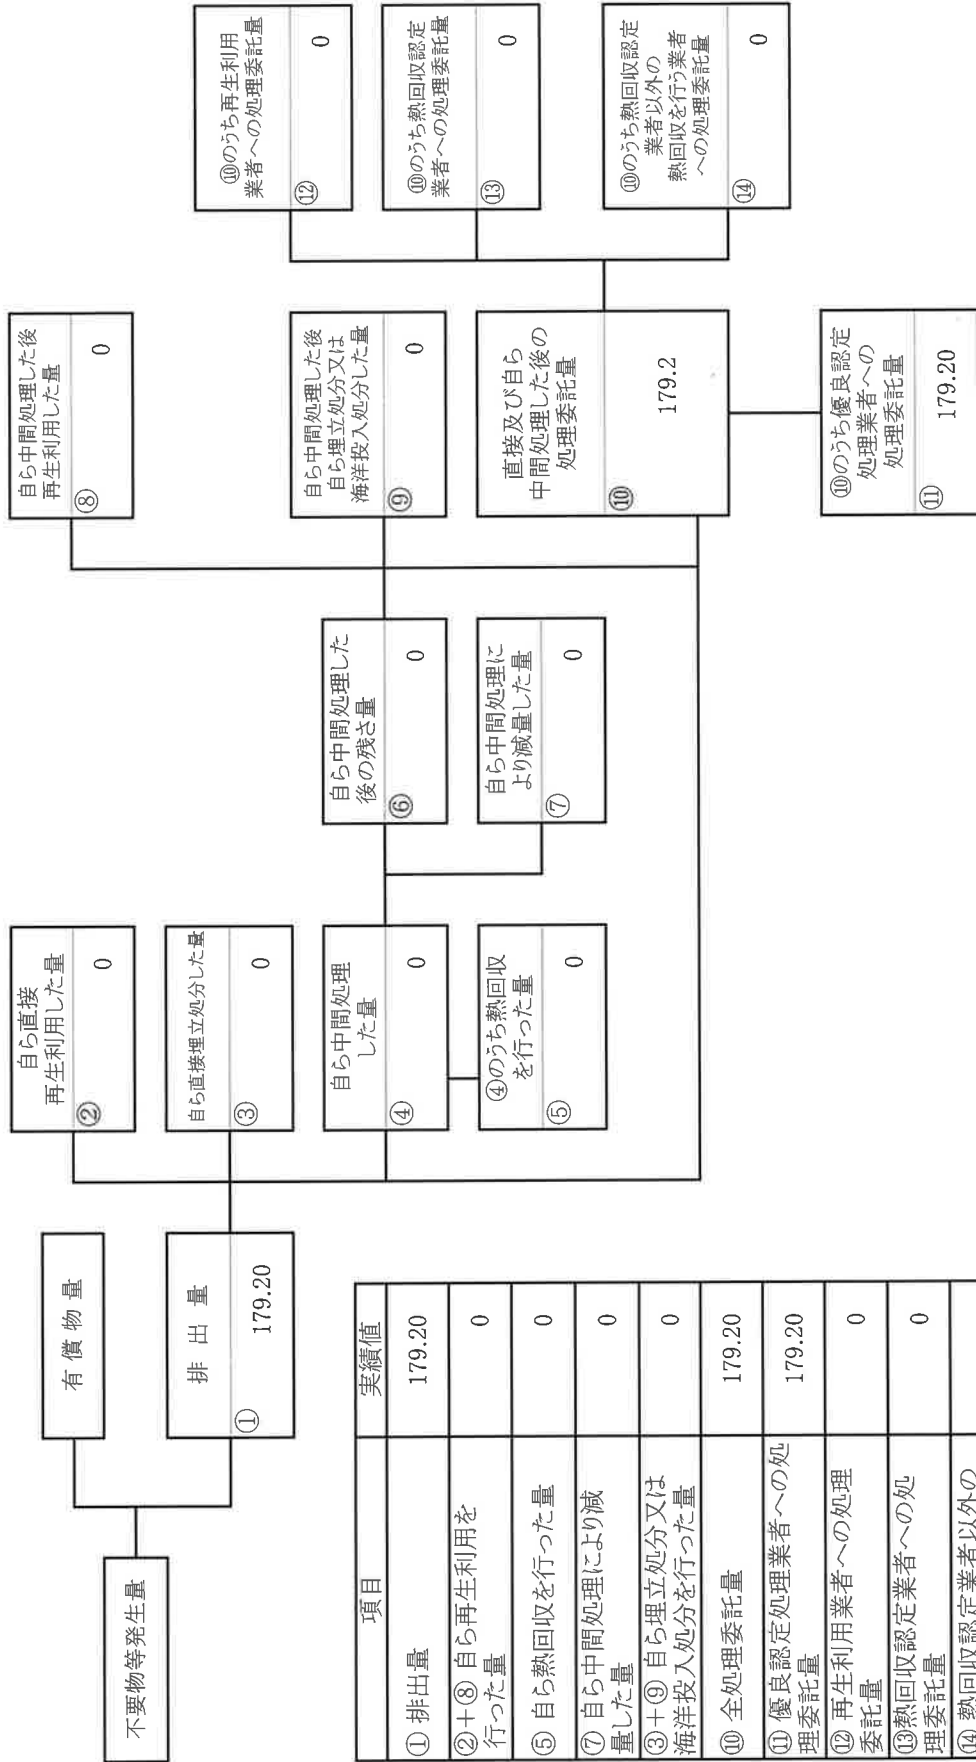 不要物等発生量
有償物量
排出量
①
179.20
自ら直接
再生利用した量
②
0
自ら直接埋立処分した量
③
0
自ら中間処理
した量
④
0
④のうち熱回収
を行った量
⑤
0
自ら中間処理した
後の残さ量
⑥
0
自ら中間処理に
より減量した量
⑦
0
自ら中間処理した後
再生利用した量
⑧
0
自ら中間処理した後
自ら埋立処分又は
海洋投入処分した量
⑨
0
直接及び自ら
中間処理した後の
処理委託量
⑩
179.2
⑩のうち優良認定
処理業者への
処理委託量
⑪
179.20
⑩のうち再生利用
業者への処理委託量
⑫
0
⑩のうち熱回収認定
業者への処理委託量
⑬
0
⑩のうち熱回収認定
業者以外の
熱回収を行う業者
への処理委託量
⑭
0
項目 実績値
①排出量 179.20
②+⑧ 自ら再生利用を
行った量 0
⑤ 自ら熱回収を行った量 0
⑦ 自ら中間処理により減
量した量 0
③+⑨ 自ら埋立処分又は
海洋投入処分を行った量 0
⑩ 全処理委託量 179.20
⑪ 優良認定処理業者への処
理委託量 179.20
⑫ 再生利用業者への処理
委託量 0
⑬熱回収認定業者への処
理委託量 0
⑭ 熱回収認定業者以外の